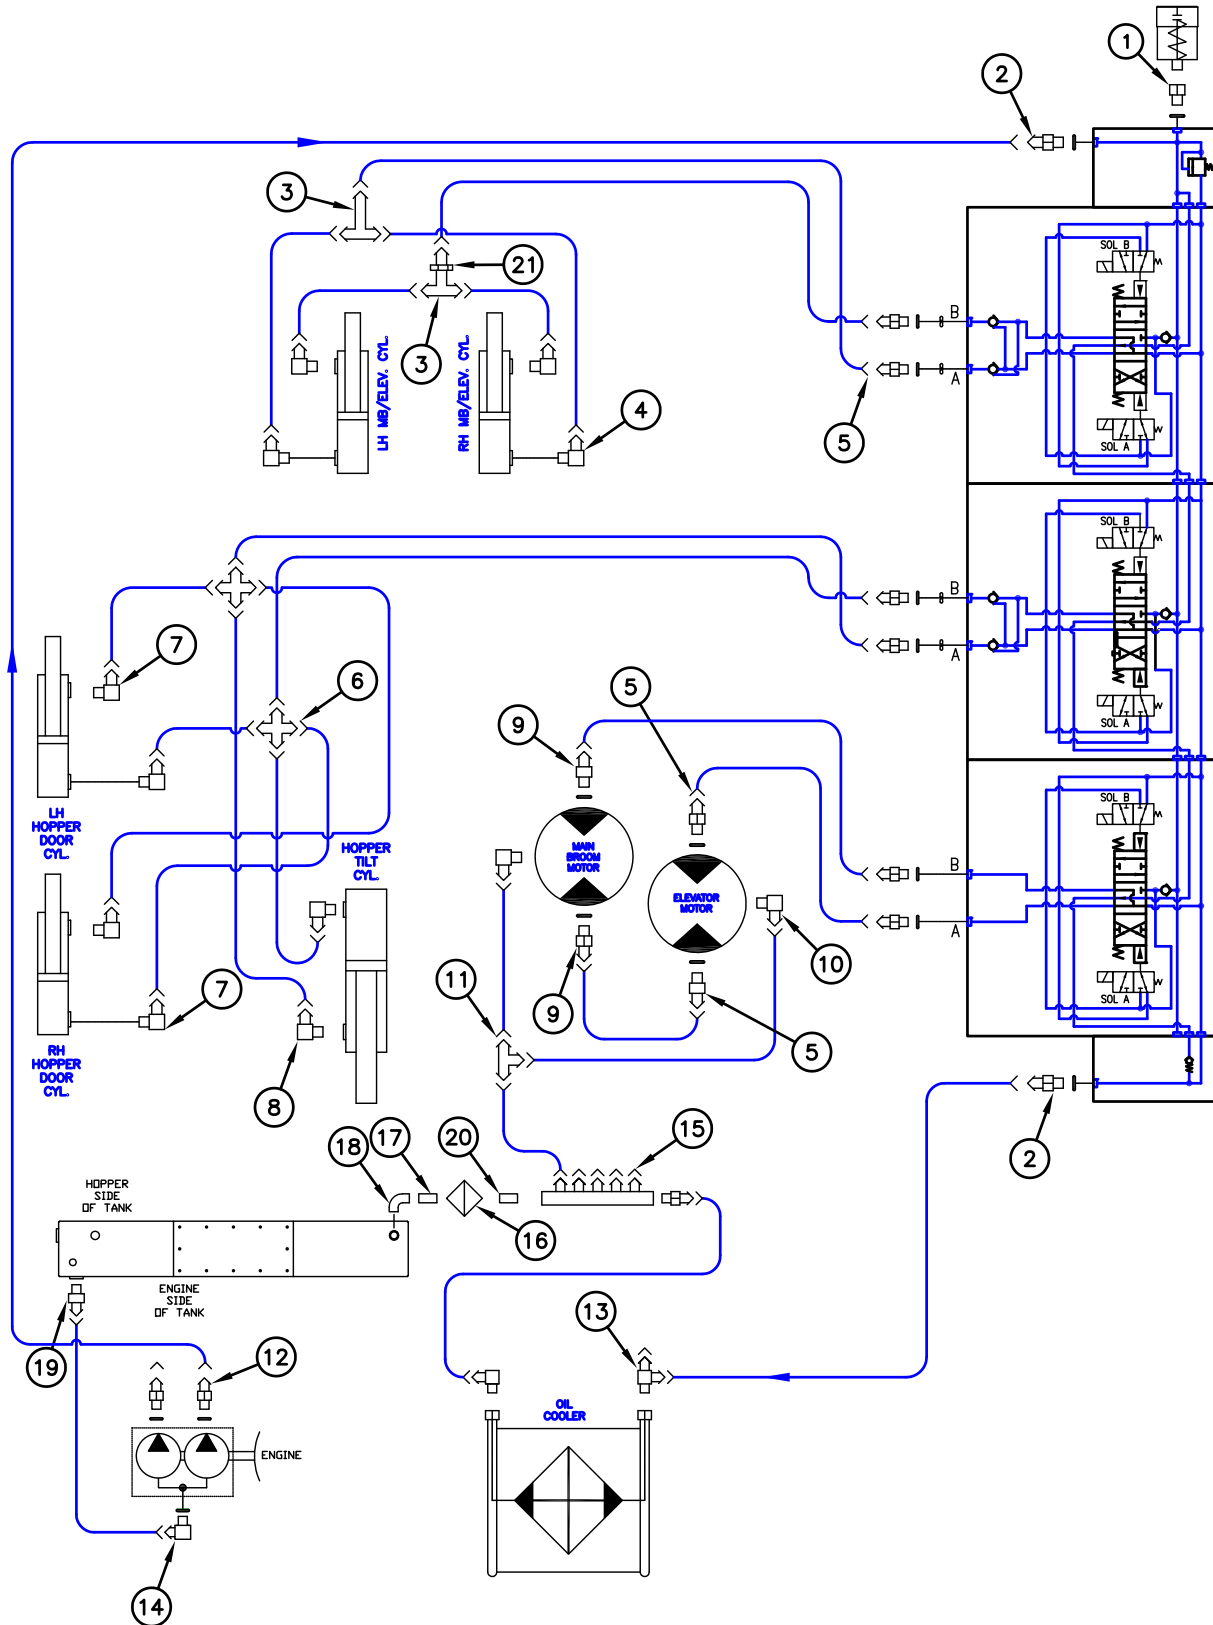 1
2
3
21
3
4
5
LH MB/ELEV. CYL.
RH MB/ELEV. CYL.
SOL B
B
A
SOL A
SOL B
B
A
SOL A
7
6
5
9
LH
HOPPER
DOOR
CYL.
HOPPER
TILT
CYL.
MAIN
BROOM
MOTOR
ELEVATOR
MOTOR
SOL B
B
A
SOL A
7
RH
HOPPER
DOOR
CYL.
8
11
9
10
5
2
18
17
20
15
16
HOPPER
SIDE
OF TANK
ENGINE
SIDE
OF TANK
19
12
13
OIL
COOLER
ENGINE
14